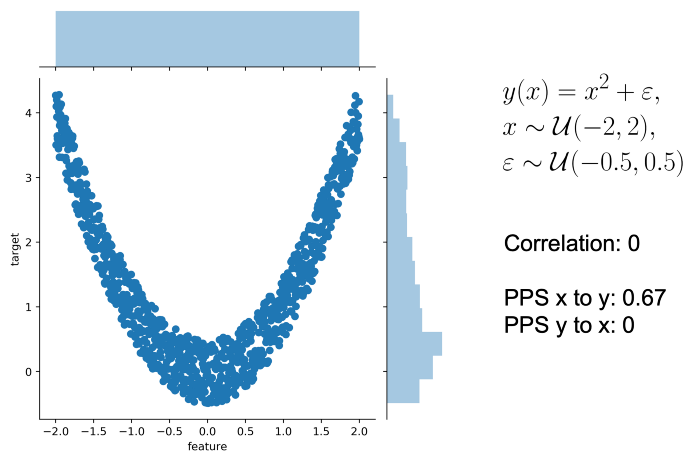 4
3
2
1
0
target
−2.0 −1.5 −1.0 −0.5 0.0 0.5 1.0 1.5 2.0
feature
y(x) = x² + ε,
x ∼ 𝒰(−2, 2),
ε ∼ 𝒰(−0.5, 0.5)
Correlation: 0
PPS x to y: 0.67
PPS y to x: 0